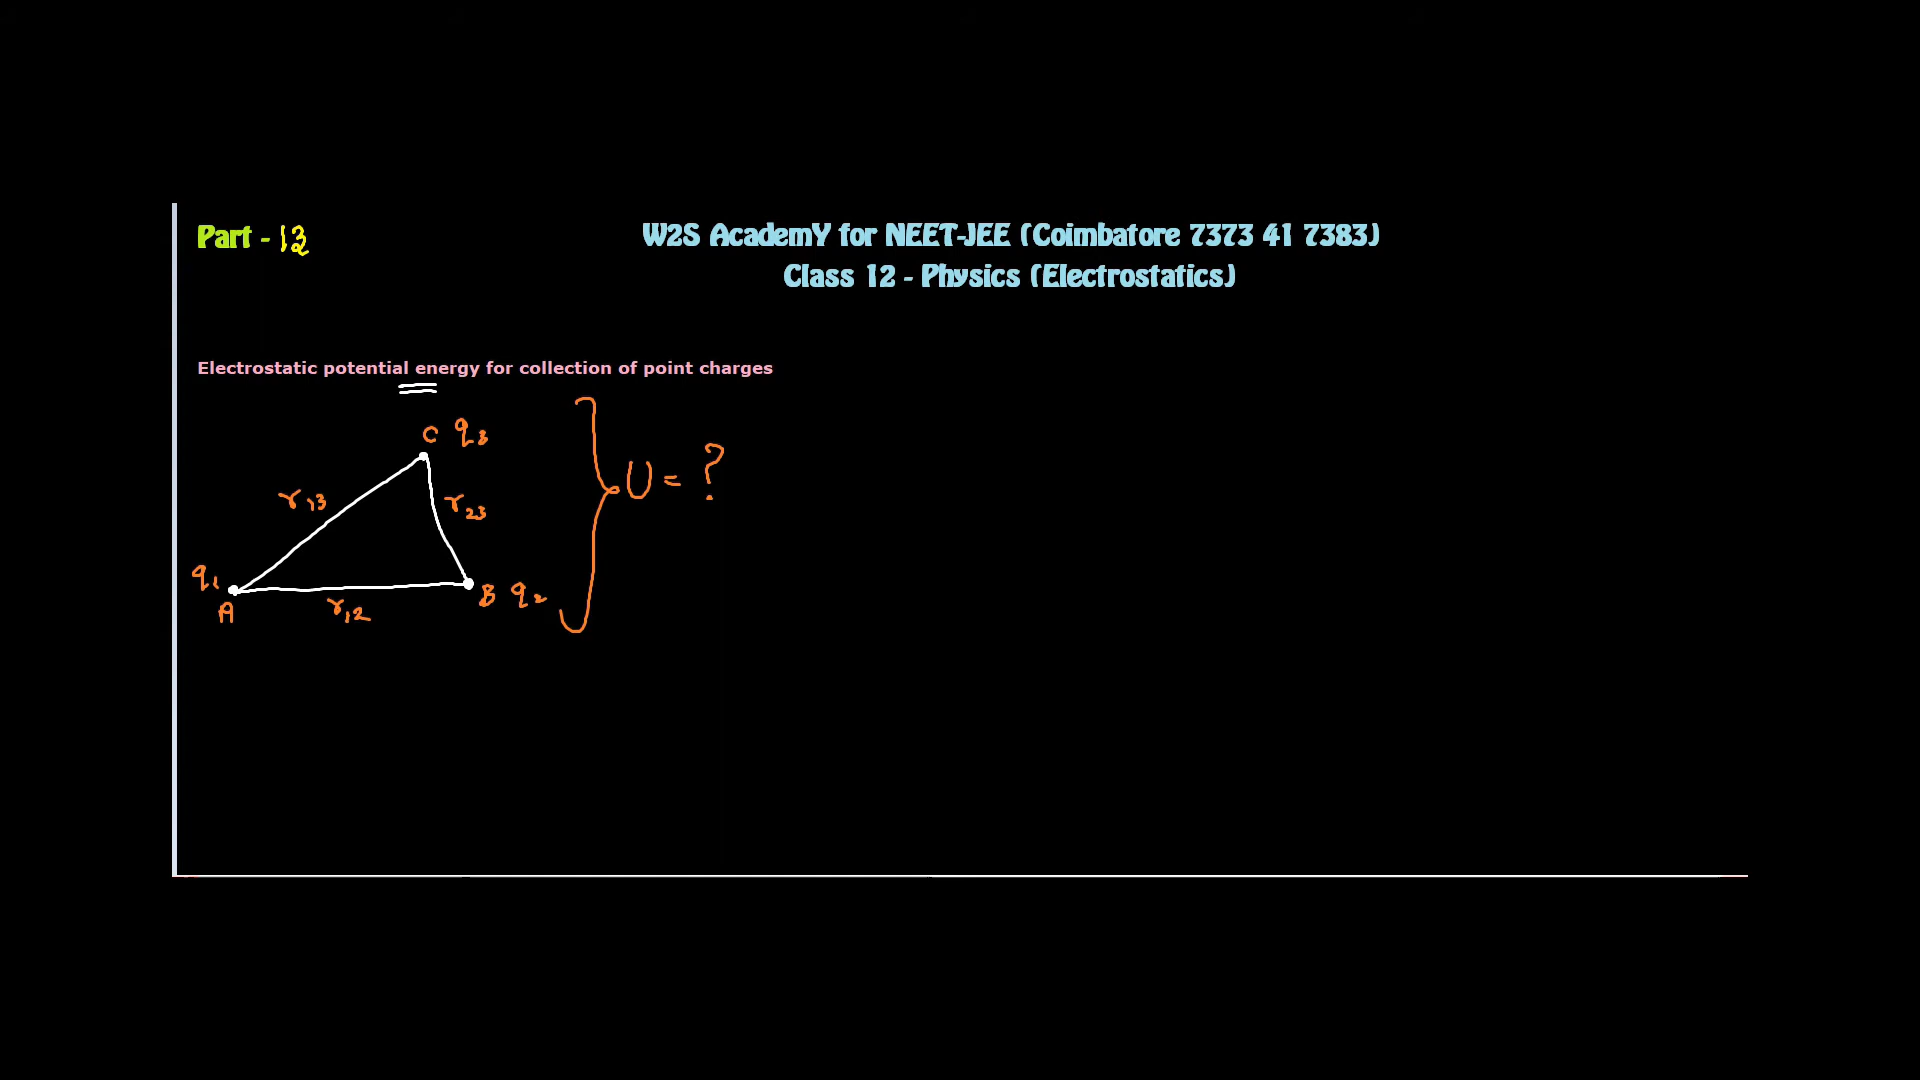 Part - 13
W2S AcademY for NEET-JEE (Coimbatore 7373 41 7383)
Class 12 - Physics (Electrostatics)
Electrostatic potential energy for collection of point charges
C q3
r13
r23
U = ?
q1
A
r12
B q2